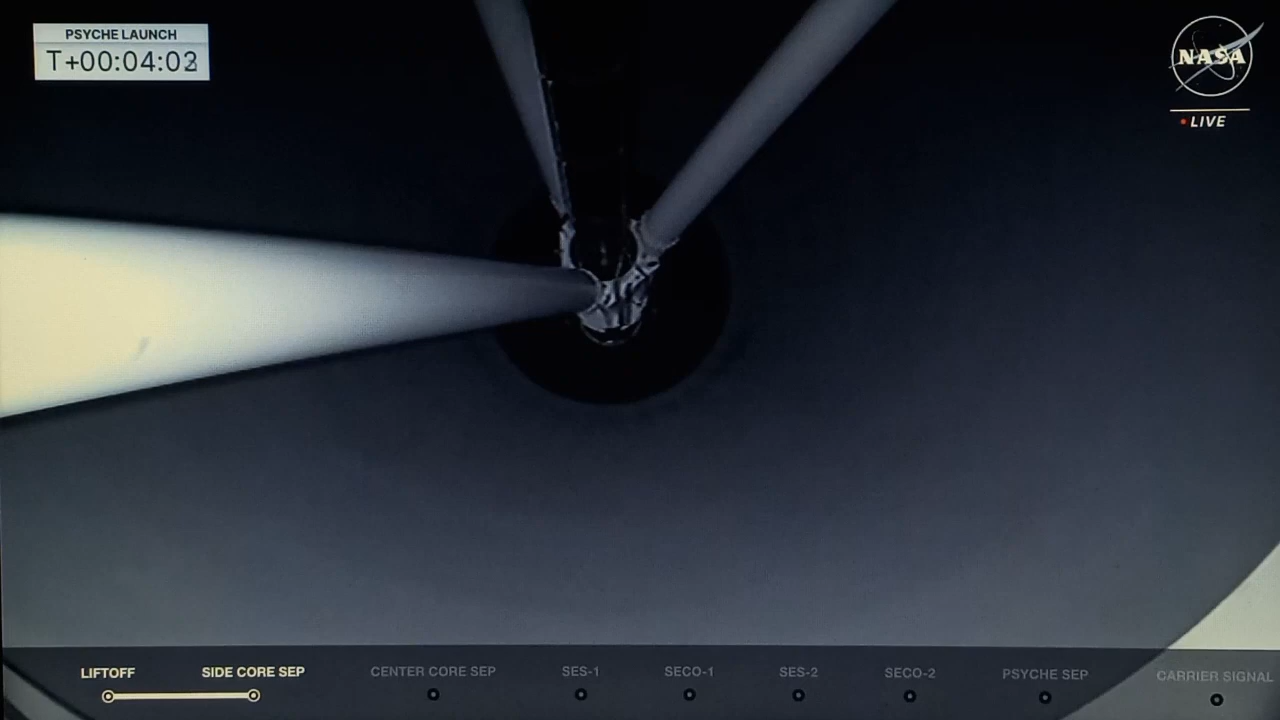 PSYCHE LAUNCH
T+00:04:03
NASA
LIVE
LIFTOFF
SIDE CORE SEP
CENTER CORE SEP
SES-1
SECO-1
SES-2
SECO-2
PSYCHE SEP
CARRIER SIGNAL